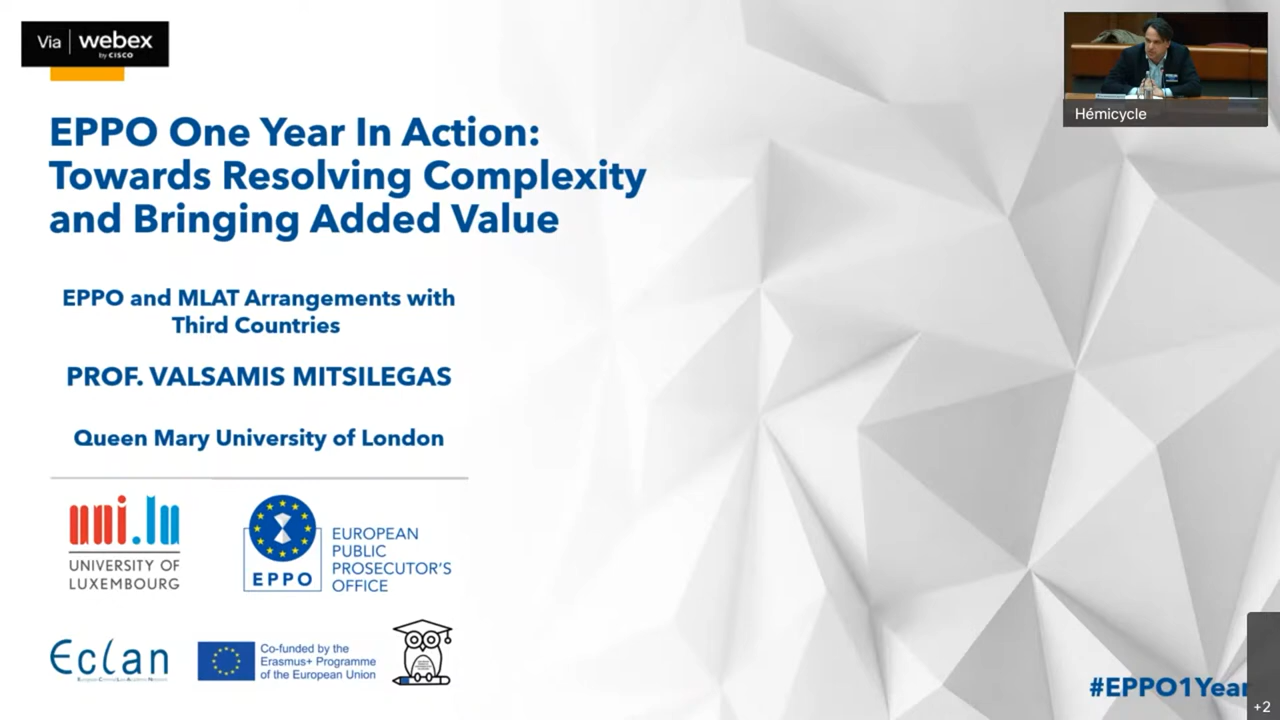 Via webex
by CISCO
Hémicycle
EPPO One Year In Action:
Towards Resolving Complexity
and Bringing Added Value
EPPO and MLAT Arrangements with
Third Countries
PROF. VALSAMIS MITSILEGAS
Queen Mary University of London
uni.lu
UNIVERSITY OF
LUXEMBOURG
EPPO
EUROPEAN
PUBLIC
PROSECUTOR'S
OFFICE
Eclan
Co-funded by the
Erasmus+ Programme
of the European Union
#EPPO1Year
+2